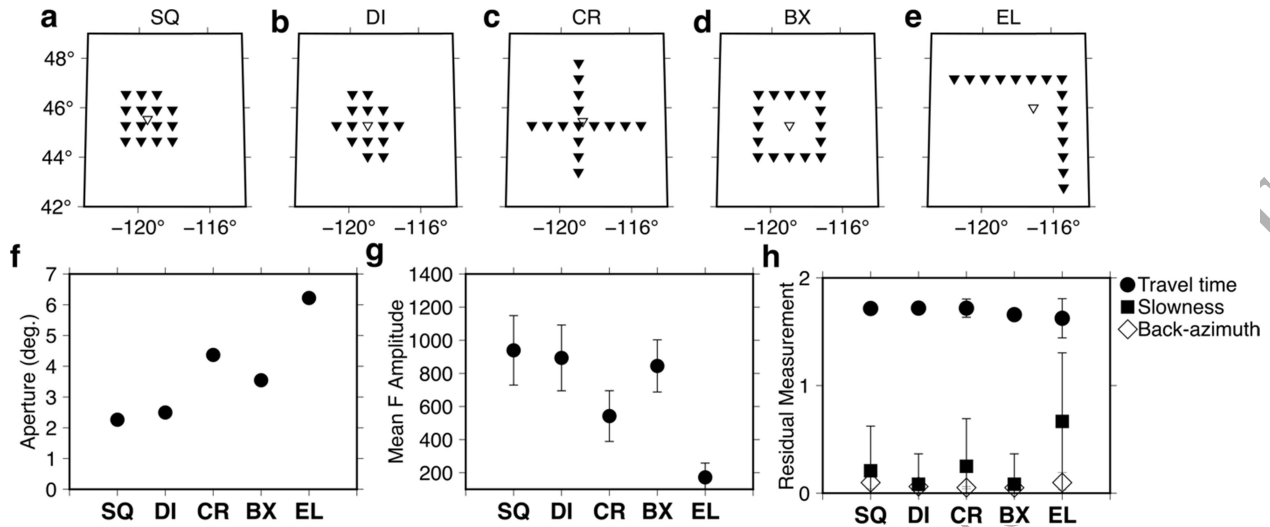 a SQ
b DI
c CR
d BX
e EL
48°
46°
44°
42°
−120° −116°
−120° −116°
−120° −116°
−120° −116°
−120° −116°
f
7
6
5
4
3
2
1
0
Aperture (deg.)
SQ DI CR BX EL
g
1400
1200
1000
800
600
400
200
Mean F Amplitude
SQ DI CR BX EL
h
2
1
0
Residual Measurement
SQ DI CR BX EL
Travel time
Slowness
Back-azimuth